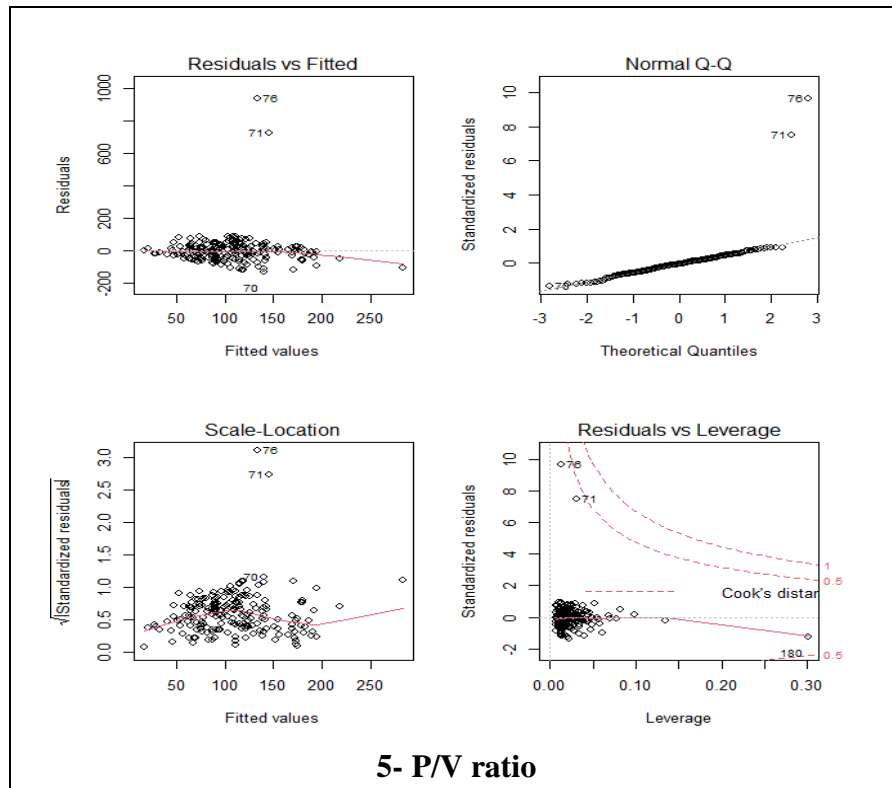 Residuals vs Fitted
Residuals
1000
600
200
0
-200
76
71
70
50 100 150 200 250
Fitted values
Normal Q-Q
Standardized residuals
10
8
6
4
2
0
76
71
70
-3 -2 -1 0 1 2 3
Theoretical Quantiles
Scale-Location
√|Standardized residuals|
3.0
2.5
2.0
1.5
1.0
0.5
0.0
76
71
70
50 100 150 200 250
Fitted values
Residuals vs Leverage
Standardized residuals
10
8
6
4
2
0
-2
76
71
1
0.5
Cook's distan
180
0.5
0.00 0.10 0.20 0.30
Leverage
5- P/V ratio